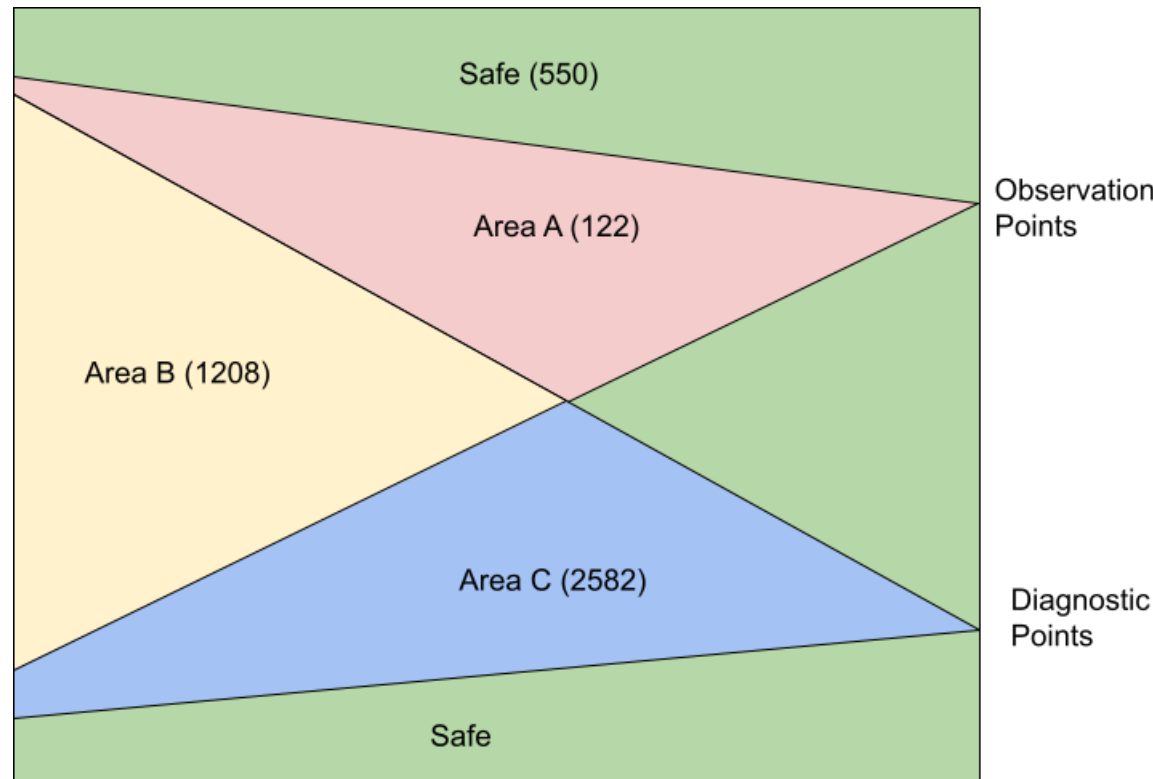 Safe (550)
Observation
Points
Area A (122)
Area B (1208)
Area C (2582)
Diagnostic
Points
Safe